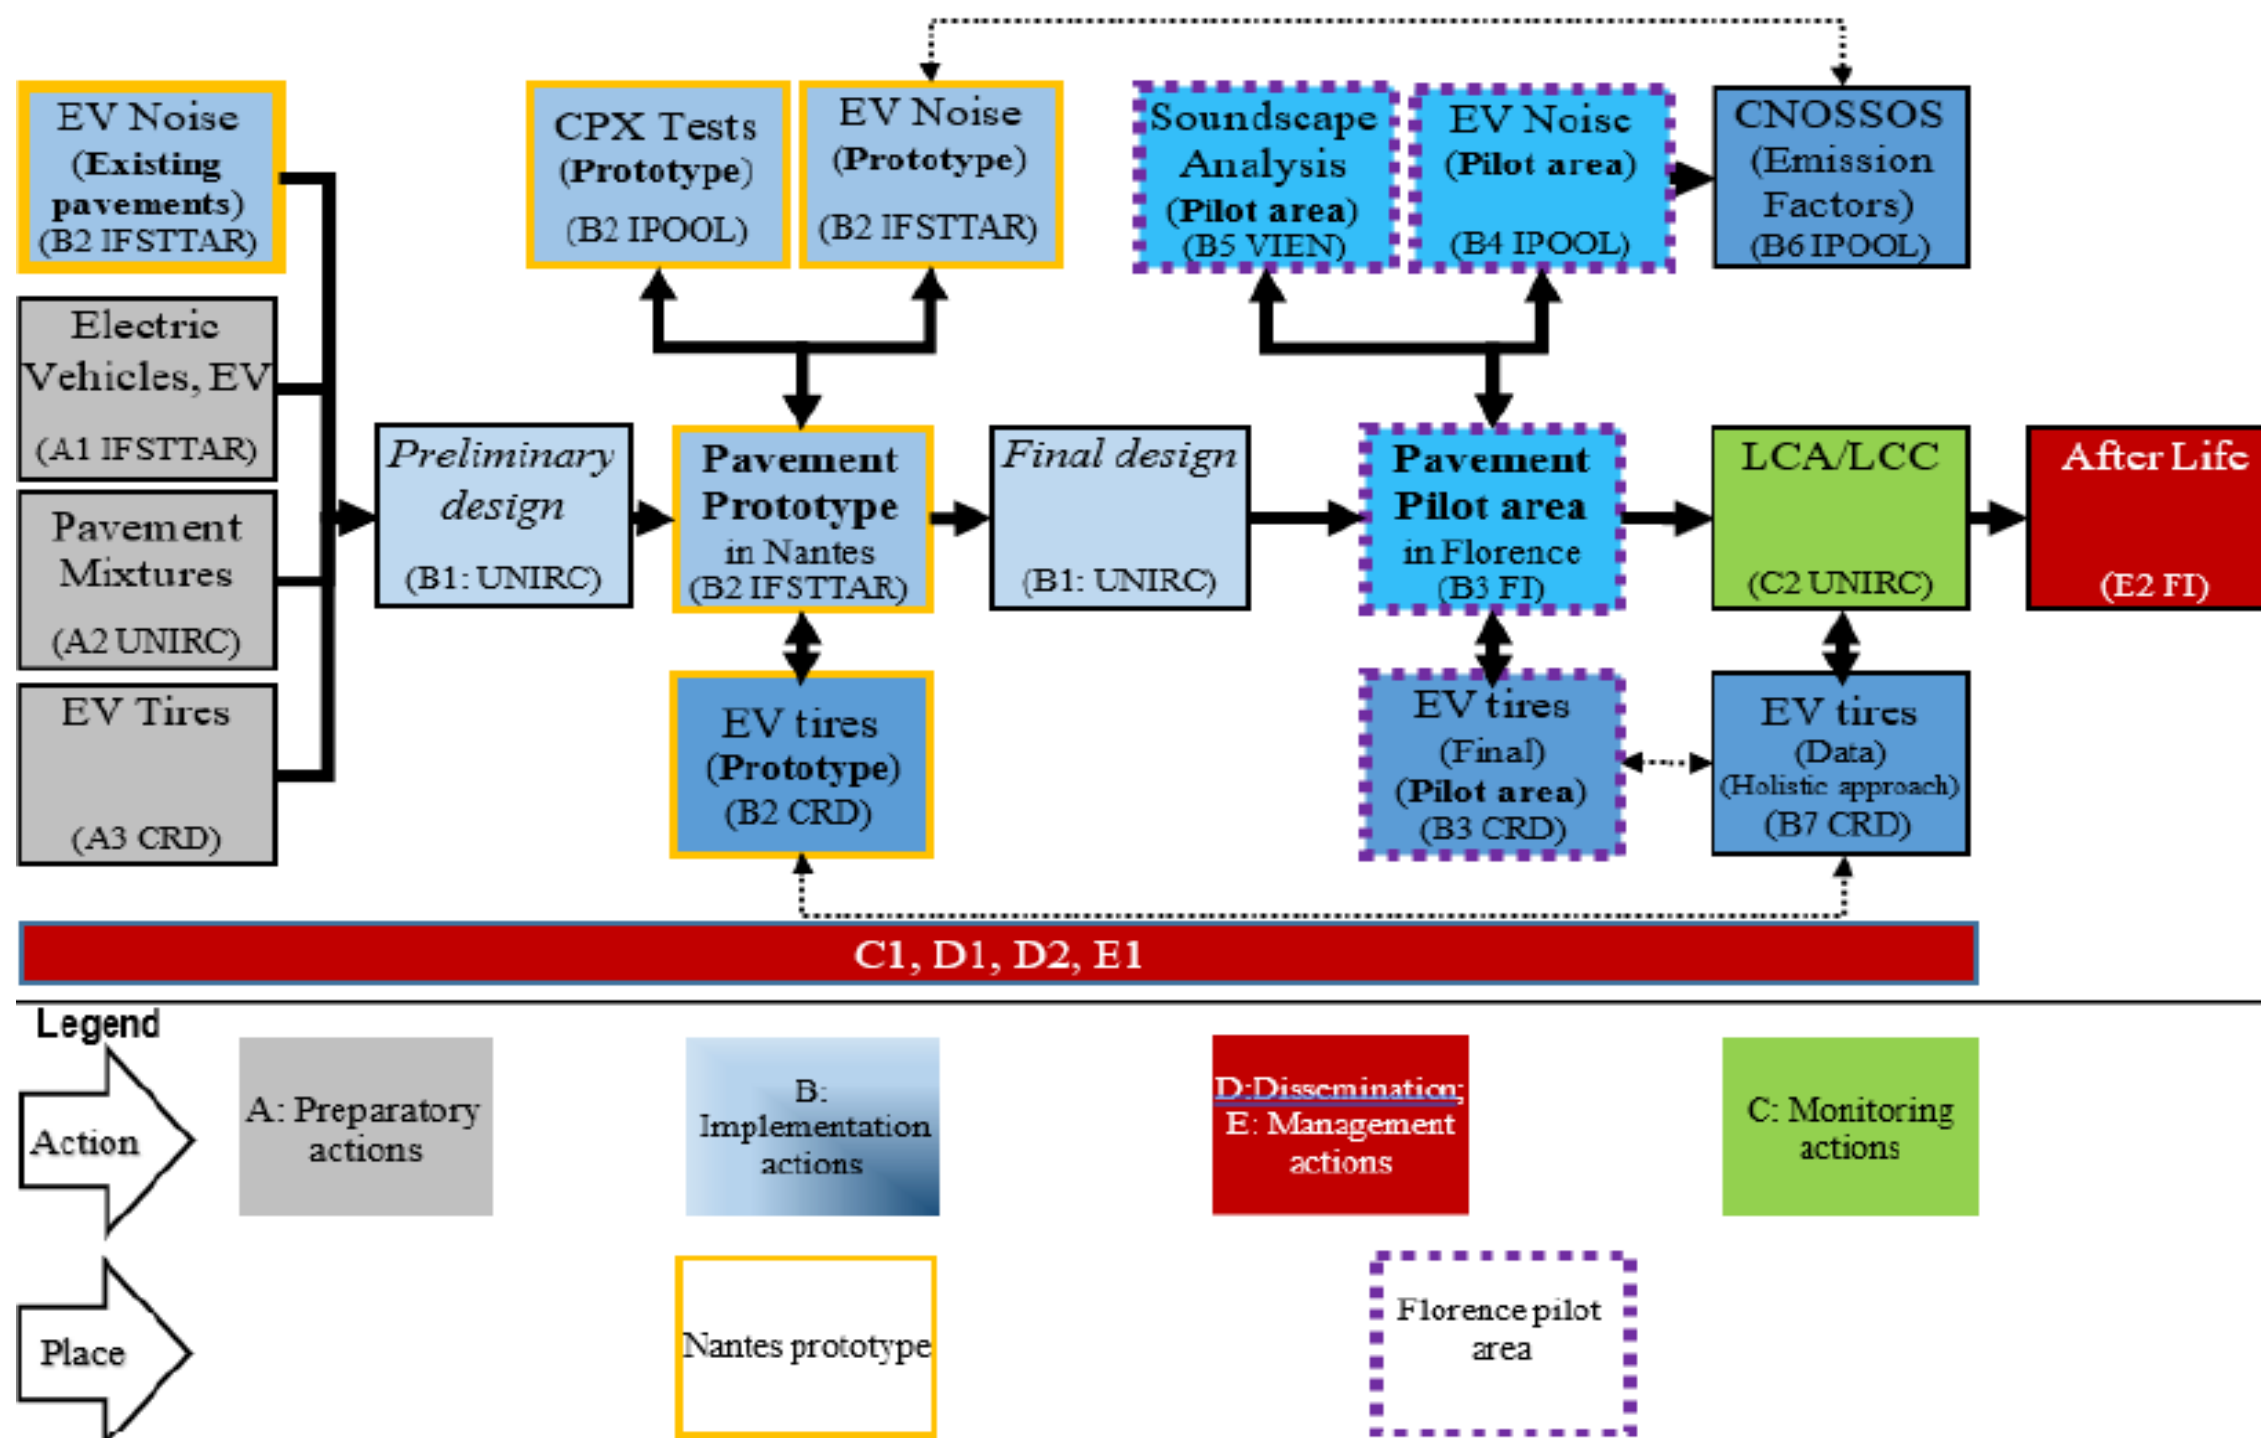 EV Noise
(Existing
pavements)
(B2 IFSTTAR)
CPX Tests
(Prototype)
(B2 IPOOL)
EV Noise
(Prototype)
(B2 IFSTTAR)
Soundscape
Analysis
(Pilot area)
(B5 VIEN)
EV Noise
(Pilot area)
(B4 IPOOL)
CNOSSOS
(Emission
Factors)
(B6 IPOOL)
Electric
Vehicles, EV
(A1 IFSTTAR)
Pavement
Mixtures
(A2 UNIRC)
EV Tires
(A3 CRD)
Preliminary
design
(B1: UNIRC)
Pavement
Prototype
in Nantes
(B2 IFSTTAR)
Final design
(B1: UNIRC)
Pavement
Pilot area
in Florence
(B3 FI)
LCA/LCC
(C2 UNIRC)
After Life
(E2 FI)
EV tires
(Prototype)
(B2 CRD)
EV tires
(Final)
(Pilot area)
(B3 CRD)
EV tires
(Data)
(Holistic approach)
(B7 CRD)
C1, D1, D2, E1
Legend
Action
A: Preparatory
actions
B:
Implementation
actions
D:Dissemination;
E: Management
actions
C: Monitoring
actions
Place
Nantes prototype
Florence pilot
area